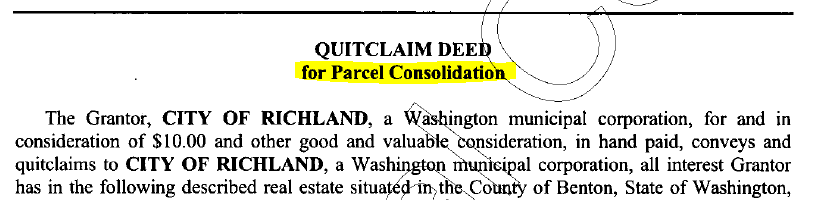 QUITCLAIM DEED
for Parcel Consolidation
The Grantor, CITY OF RICHLAND, a Washington municipal corporation, for and in
consideration of $10.00 and other good and valuable consideration, in hand paid, conveys and
quitclaims to CITY OF RICHLAND, a Washington municipal corporation, all interest Grantor
has in the following described real estate situated in the County of Benton, State of Washington,